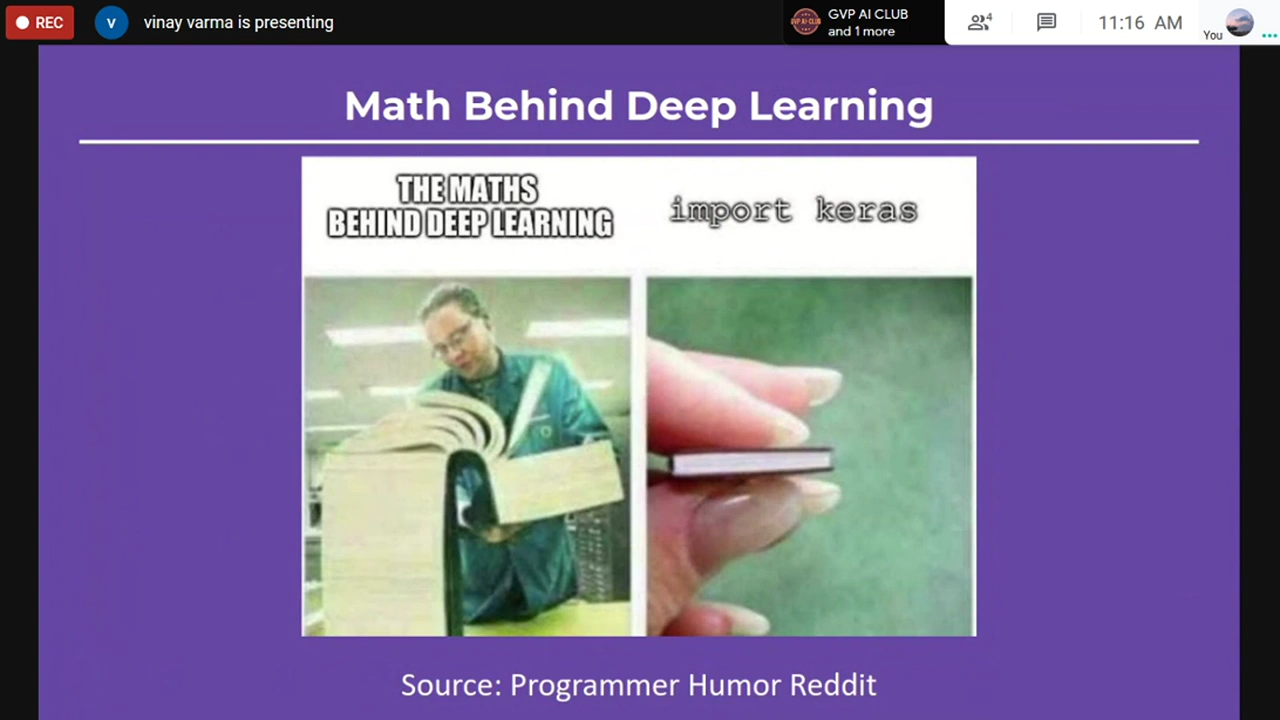 REC
V
vinay varma is presenting
GVP AI CLUB
and 1 more
4
11:16 AM
You
Math Behind Deep Learning
THE MATHS
BEHIND DEEP LEARNING
import keras
Source: Programmer Humor Reddit